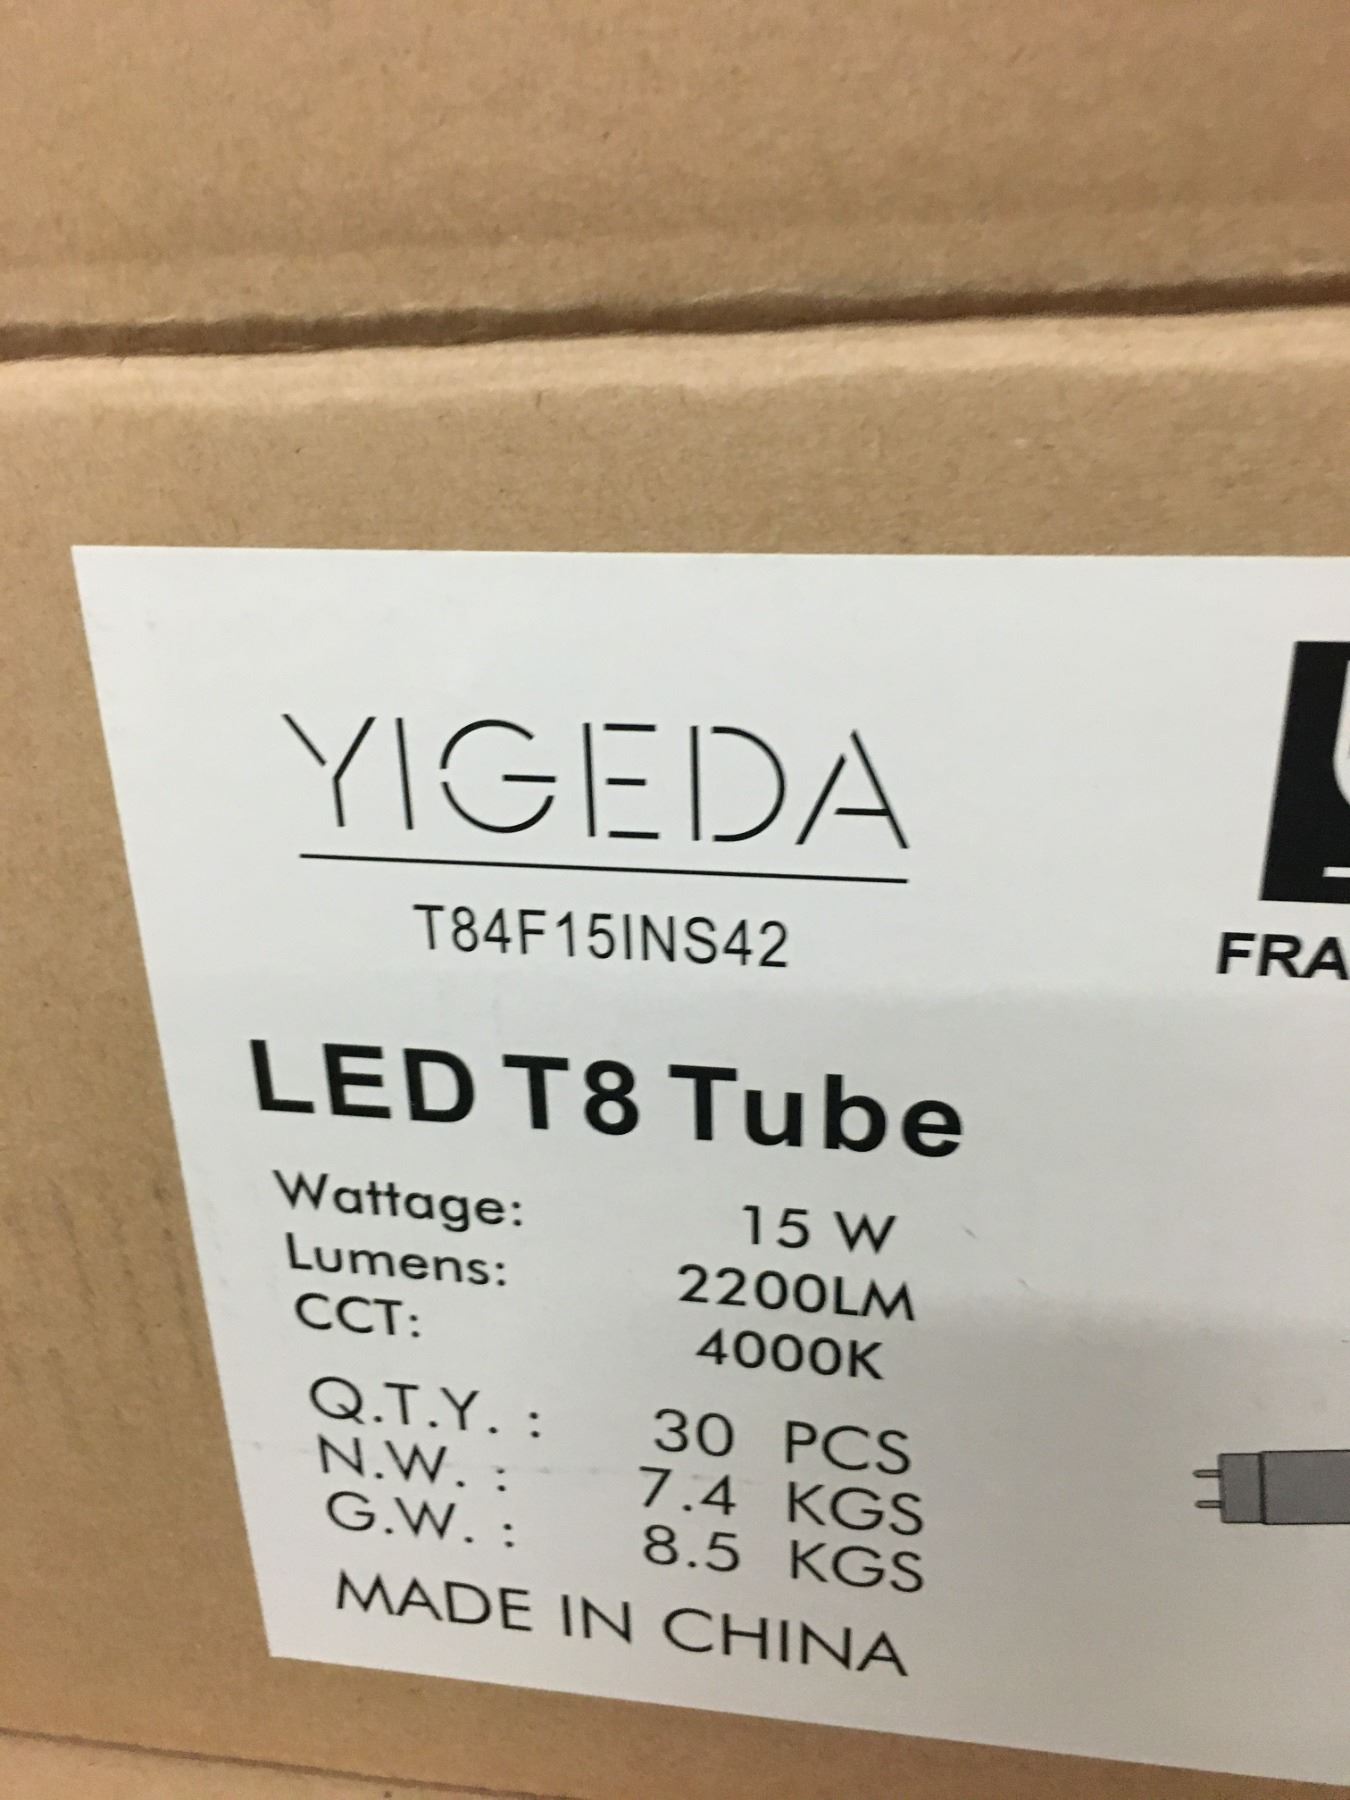 YIGEDA
T84F15INS42
FRA
LED T8 Tube
Wattage: 15 W
Lumens: 2200LM
CCT: 4000K
Q.T.Y. : 30 PCS
N.W. : 7.4 KGS
G.W. : 8.5 KGS
MADE IN CHINA